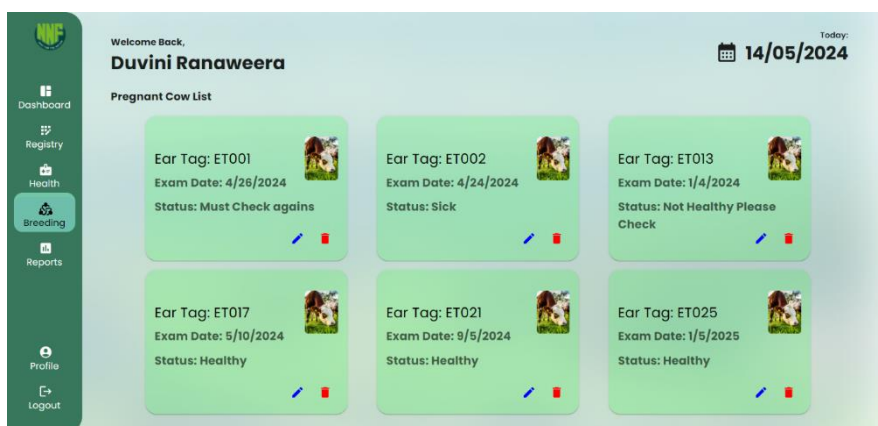 NNF
Welcome Back,
Duvini Ranaweera
Today:
14/05/2024
Pregnant Cow List
Dashboard
Registry
Health
Breeding
Reports
Profile
Logout
Ear Tag: ET001
Exam Date: 4/26/2024
Status: Must Check agains
Ear Tag: ET002
Exam Date: 4/24/2024
Status: Sick
Ear Tag: ET013
Exam Date: 1/4/2024
Status: Not Healthy Please
Check
Ear Tag: ET017
Exam Date: 5/10/2024
Status: Healthy
Ear Tag: ET021
Exam Date: 9/5/2024
Status: Healthy
Ear Tag: ET025
Exam Date: 1/5/2025
Status: Healthy